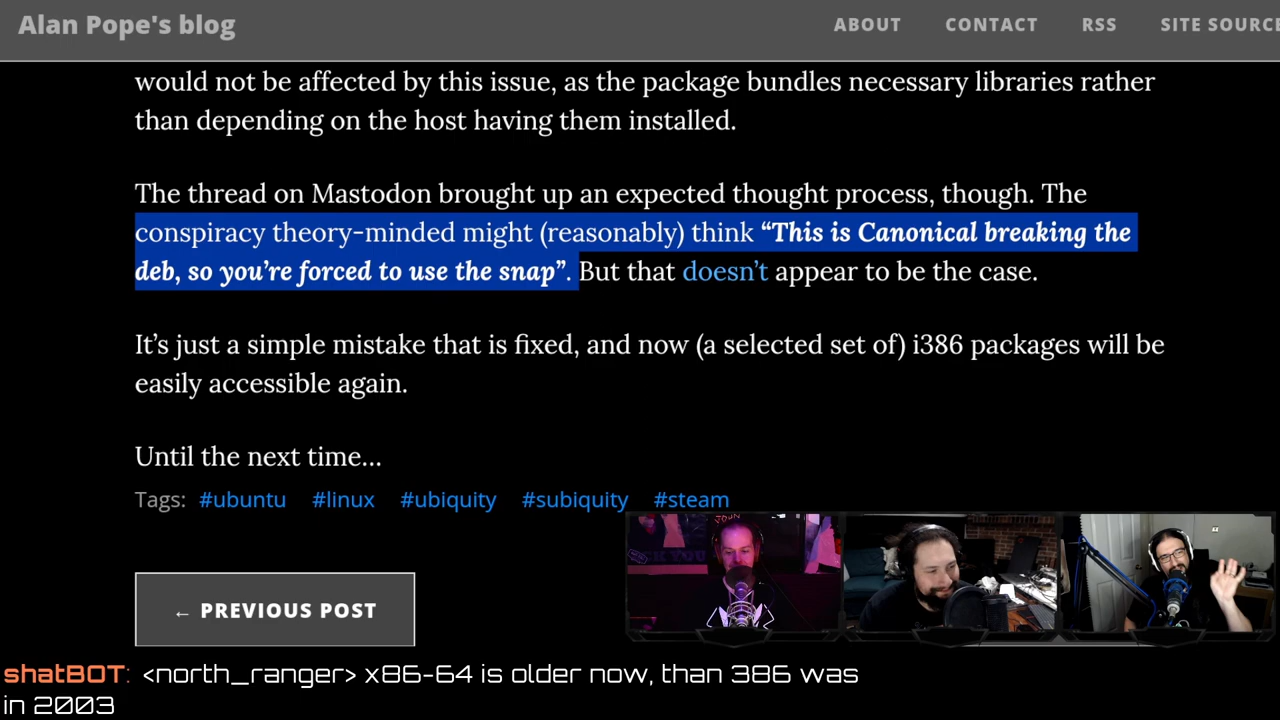 Alan Pope's blog
ABOUT CONTACT RSS SITE SOURCE
would not be affected by this issue, as the package bundles necessary libraries rather
than depending on the host having them installed.
The thread on Mastodon brought up an expected thought process, though. The
conspiracy theory-minded might (reasonably) think “This is Canonical breaking the
deb, so you’re forced to use the snap”. But that doesn’t appear to be the case.
It’s just a simple mistake that is fixed, and now (a selected set of) i386 packages will be
easily accessible again.
Until the next time…
Tags: #ubuntu #linux #ubiquity #subiquity #steam
← PREVIOUS POST
shatBOT: <north_ranger> x86-64 is older now, than 386 was
in 2003